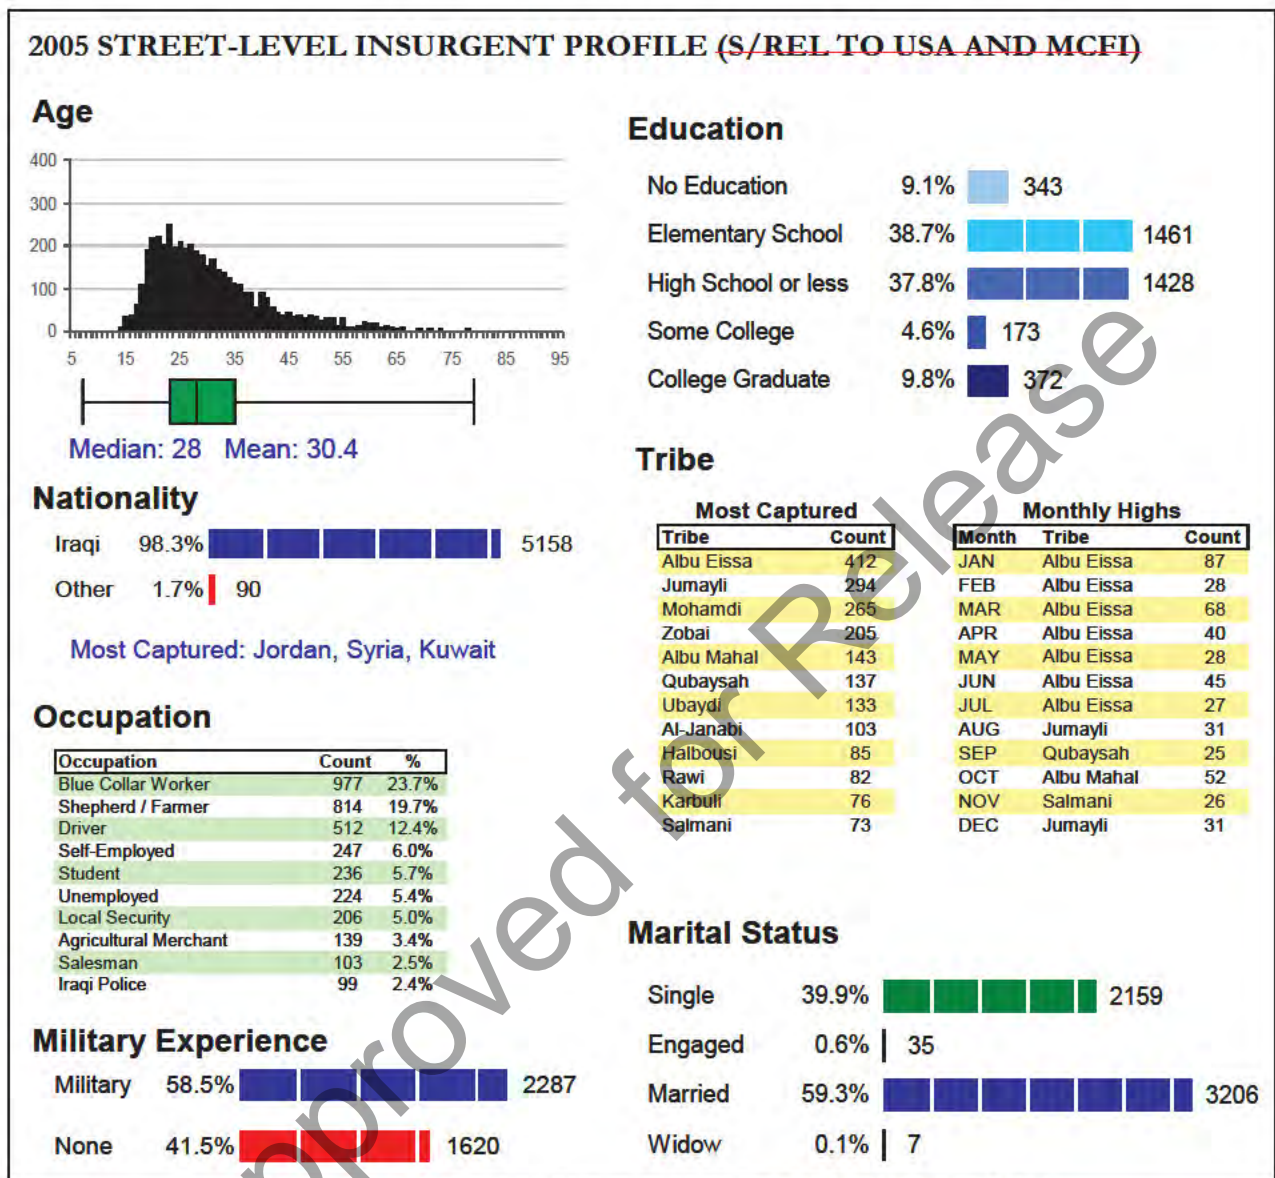 2005 STREET-LEVEL INSURGENT PROFILE (S/REL TO USA AND MCFI)
Age
400
300
200
100
0
5 15 25 35 45 55 65 75 85 95
Median: 28 Mean: 30.4
Nationality
Iraqi 98.3% 5158
Other 1.7% 90
Most Captured: Jordan, Syria, Kuwait
Occupation
Occupation Count %
Blue Collar Worker 977 23.7%
Shepherd / Farmer 814 19.7%
Driver 512 12.4%
Self-Employed 247 6.0%
Student 236 5.7%
Unemployed 224 5.4%
Local Security 206 5.0%
Agricultural Merchant 139 3.4%
Salesman 103 2.5%
Iraqi Police 99 2.4%
Military Experience
Military 58.5% 2287
None 41.5% 1620
Education
No Education 9.1% 343
Elementary School 38.7% 1461
High School or less 37.8% 1428
Some College 4.6% 173
College Graduate 9.8% 372
Tribe
Most Captured
Tribe Count
Albu Eissa 412
Jumayli 294
Mohamdi 265
Zobai 205
Albu Mahal 143
Qubaysah 137
Ubaydi 133
Al-Janabi 103
Halbousi 85
Rawi 82
Karbuli 76
Salmani 73
Monthly Highs
Month Tribe Count
JAN Albu Eissa 87
FEB Albu Eissa 28
MAR Albu Eissa 68
APR Albu Eissa 40
MAY Albu Eissa 28
JUN Albu Eissa 45
JUL Albu Eissa 27
AUG Jumayli 31
SEP Qubaysah 25
OCT Albu Mahal 52
NOV Salmani 26
DEC Jumayli 31
Marital Status
Single 39.9% 2159
Engaged 0.6% 35
Married 59.3% 3206
Widow 0.1% 7
pproved for Release